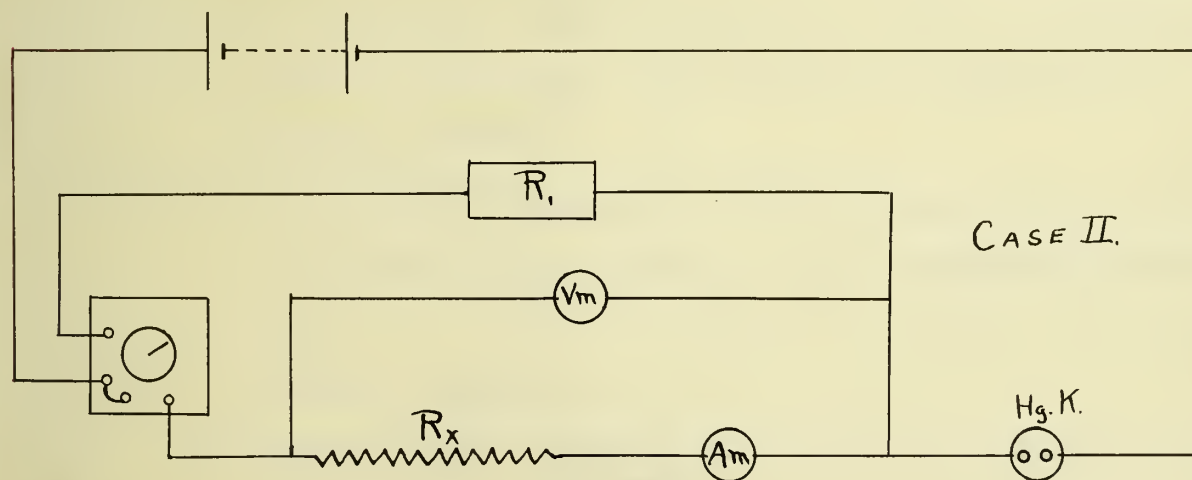 R₁
CASE II.
Vm
Rx
Am
Hg. K.